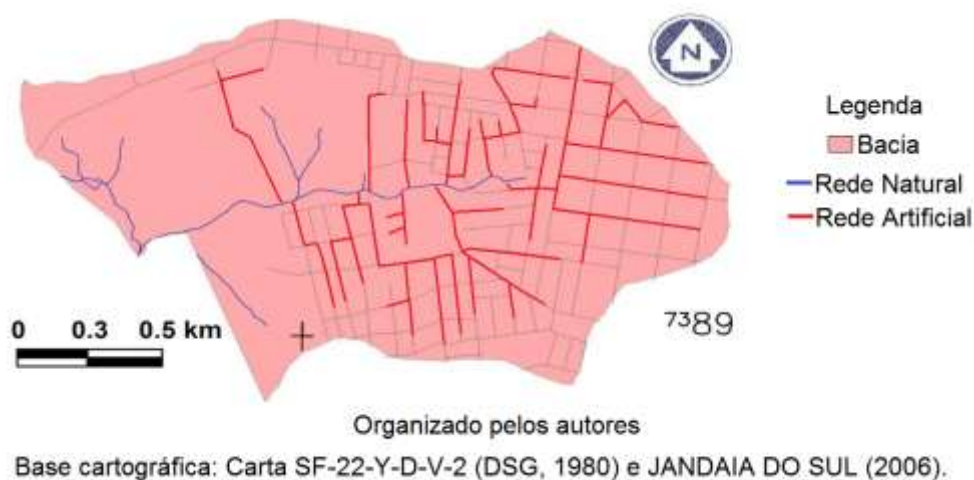 N
Legenda
Bacia
Rede Natural
Rede Artificial
0 0.3 0.5 km
7389
Organizado pelos autores
Base cartográfica: Carta SF-22-Y-D-V-2 (DSG, 1980) e JANDAIA DO SUL (2006).